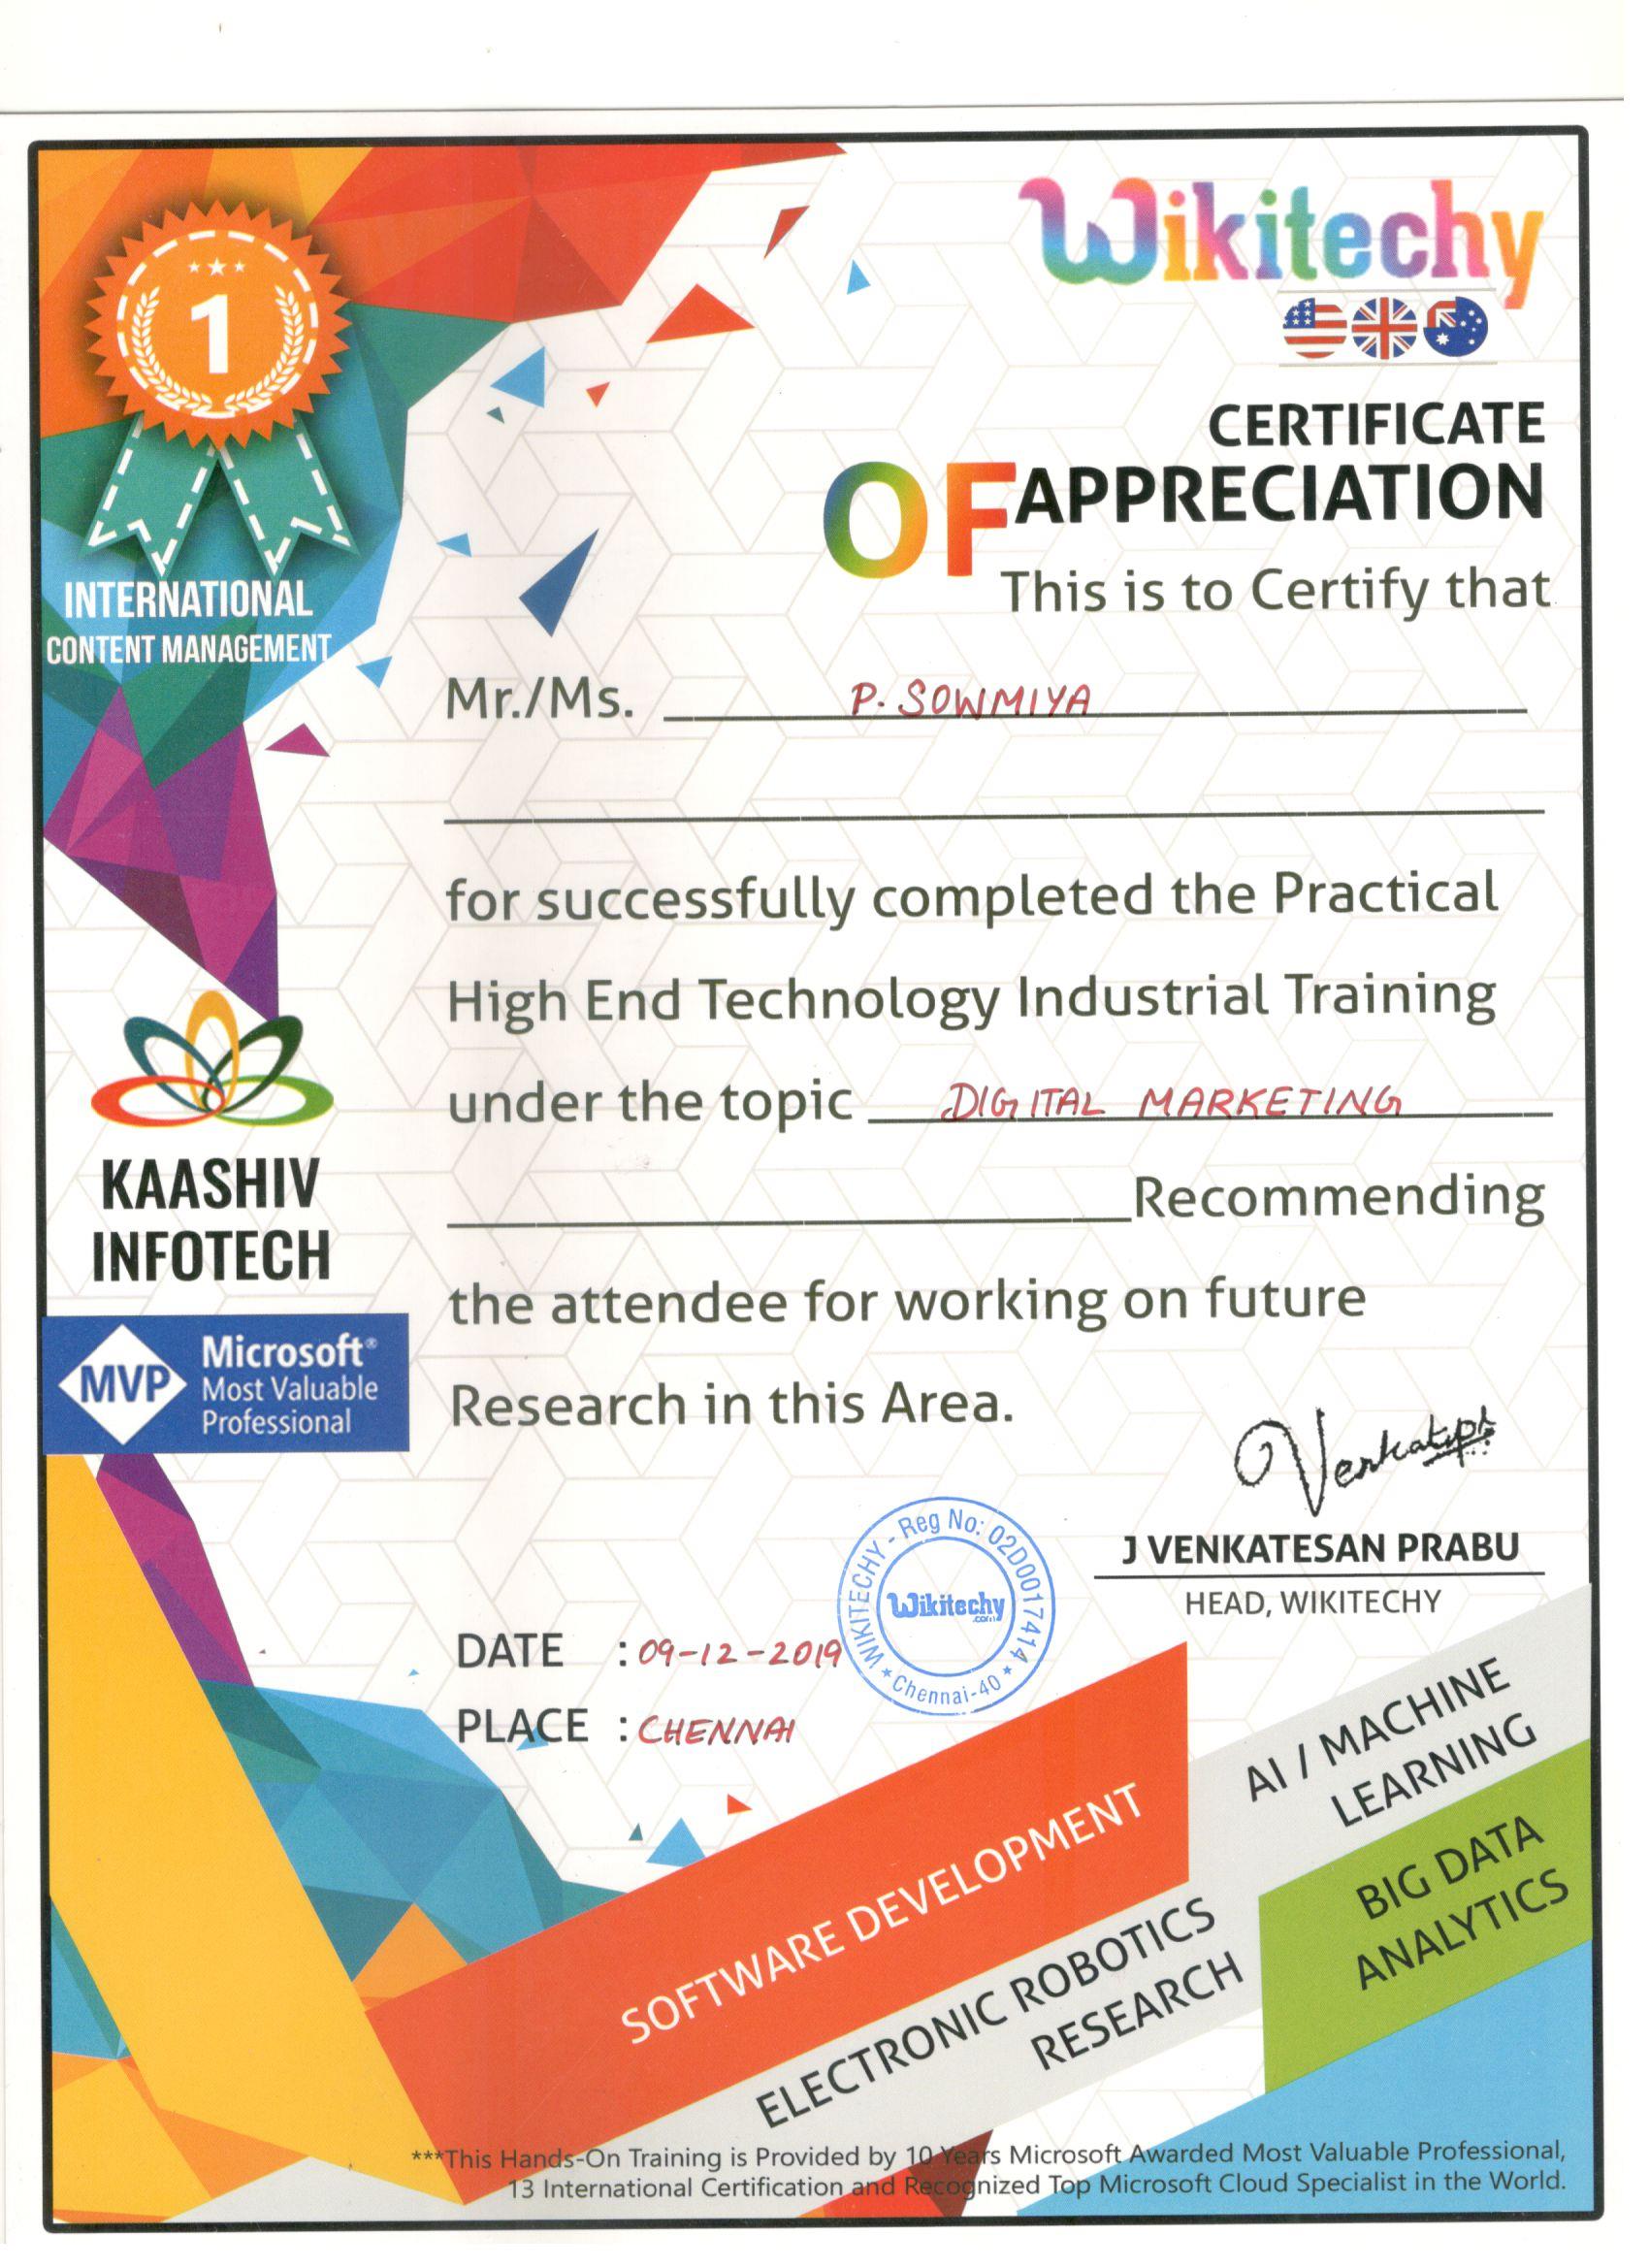 Wikitechy
1
INTERNATIONAL
CONTENT MANAGEMENT
CERTIFICATE
OF APPRECIATION
This is to Certify that
Mr./Ms. P. SOWMIYA
for successfully completed the Practical
High End Technology Industrial Training
under the topic DIGITAL MARKETING
Recommending
the attendee for working on future
Research in this Area.
KAASHIV
INFOTECH
MVP
Microsoft®
Most Valuable
Professional
J VENKATESAN PRABU
HEAD, WIKITECHY
WIKITECHY - Reg No: 02D0017414 * Chennai-40 *
Wikitechy
.com
DATE : 09-12-2019
PLACE : CHENNAI
SOFTWARE DEVELOPMENT
AI / MACHINE
LEARNING
ELECTRONIC ROBOTICS
RESEARCH
BIG DATA
ANALYTICS
***This Hands-On Training is Provided by 10 Years Microsoft Awarded Most Valuable Professional,
13 International Certification and Recognized Top Microsoft Cloud Specialist in the World.